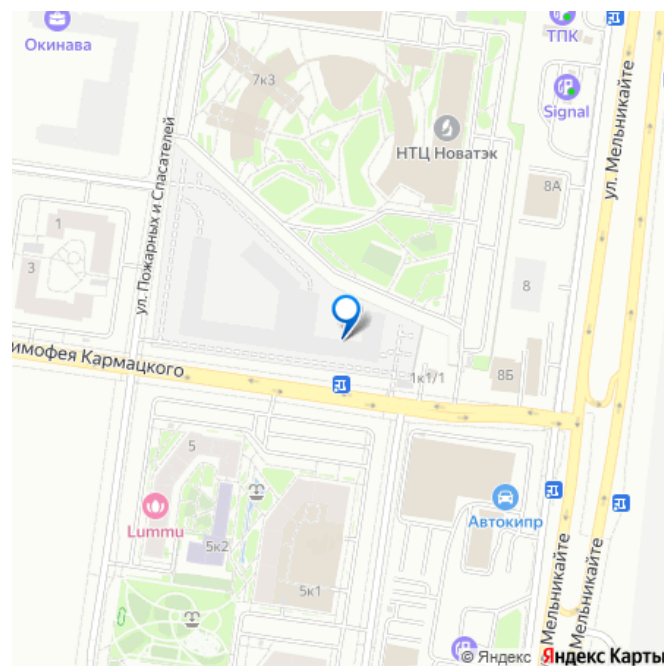 Окинава
ТПК
7к3
Signal
НТЦ Новатэк
8А
ул. Мельникайте
ул. Пожарных и Спасателей
1
3
8
имофея Кармацкого
1к1/1
8Б
5
Lummu
5к2
5к1
Автокипр
Мельникайте
Мельникайте
© Яндекс Яндекс Карты